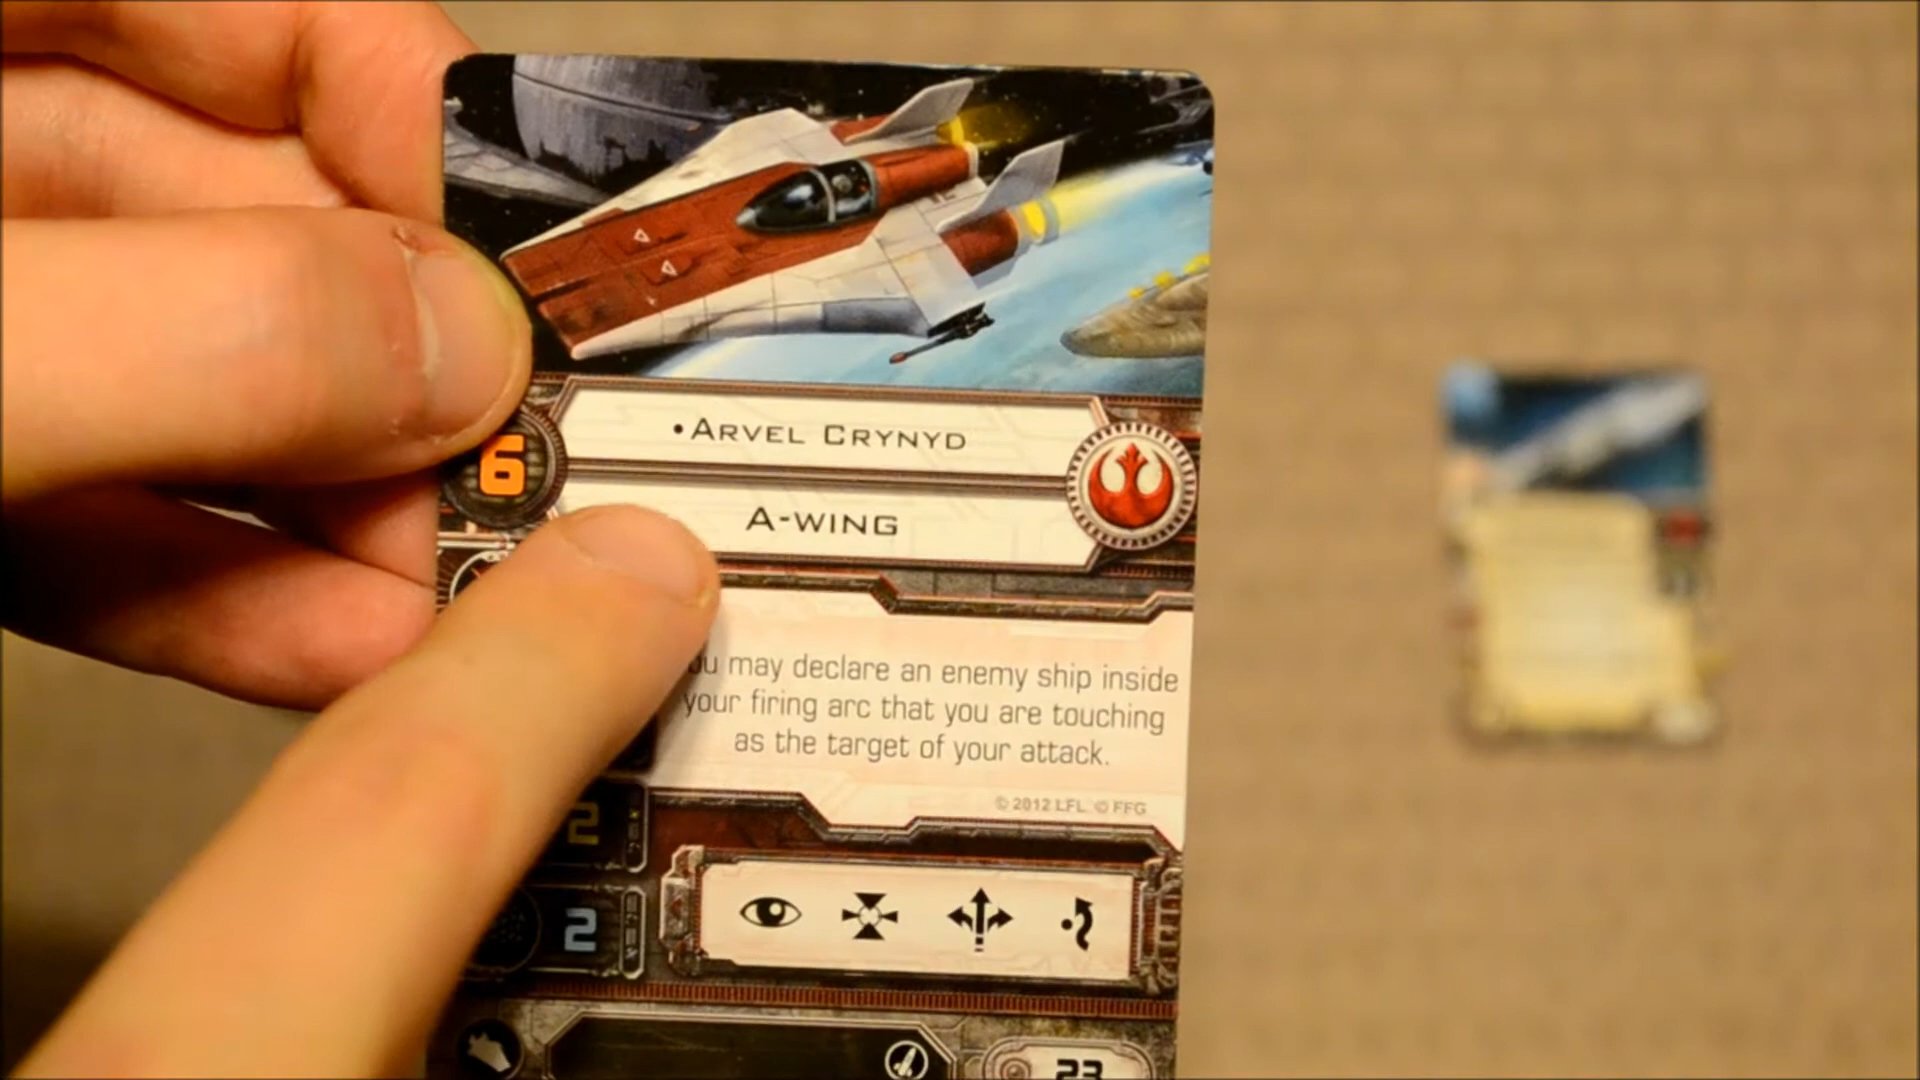 •ARVEL CRYNYD
6
A-WING
may declare an enemy ship inside
your firing arc that you are touching
as the target of your attack.
© 2012 LFL. © FFG
2
2
23